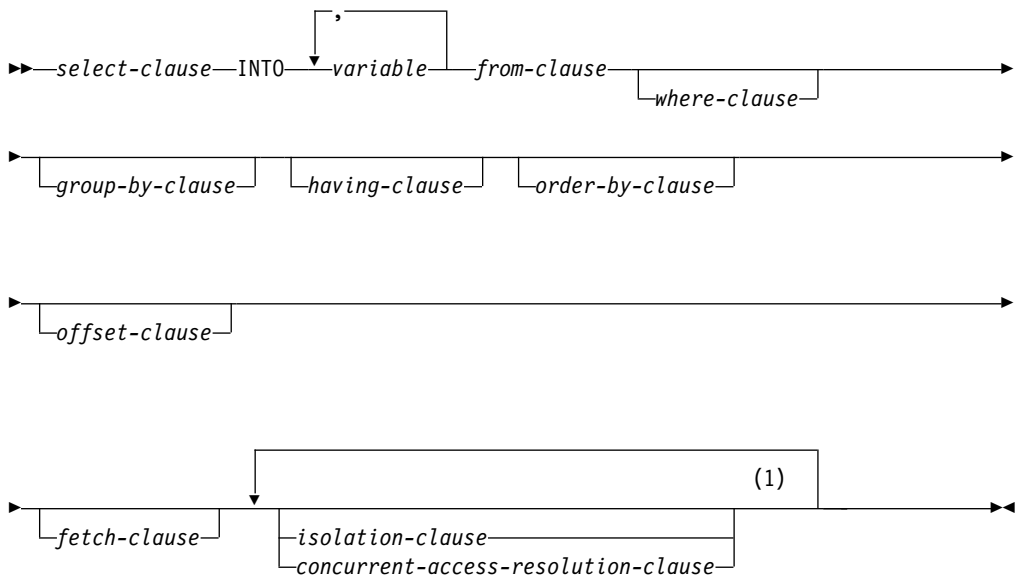 ,
select-clause INTO variable from-clause
where-clause
group-by-clause having-clause order-by-clause
offset-clause
(1)
fetch-clause isolation-clause
concurrent-access-resolution-clause